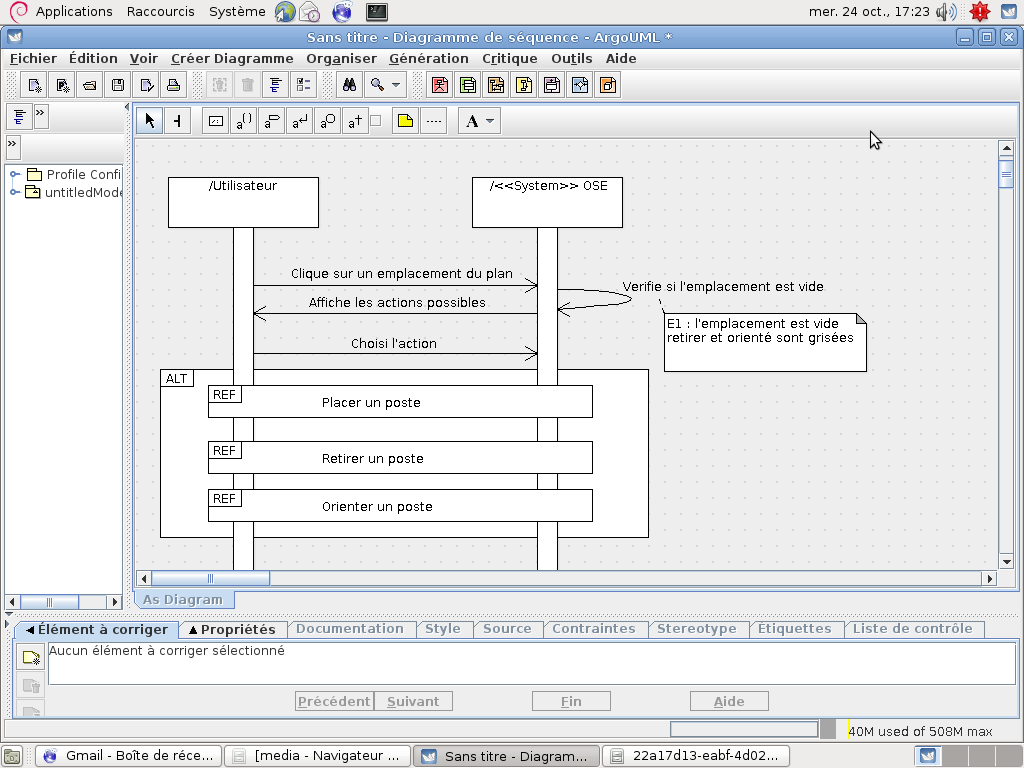 Applications Raccourcis Système mer. 24 oct., 17:23
Sans titre - Diagramme de séquence - ArgoUML *
Fichier Édition Voir Créer Diagramme Organiser Génération Critique Outils Aide
a() a a a a† A
» 
»
Profile Confi
untitledMode
/Utilisateur
/<<System>> OSE
Clique sur un emplacement du plan
Verifie si l'emplacement est vide
Affiche les actions possibles
E1 : l'emplacement est vide
retirer et orienté sont grisées
Choisi l'action
ALT
REF
Placer un poste
REF
Retirer un poste
REF
Orienter un poste
As Diagram
Élément à corriger Propriétés Documentation Style Source Contraintes Stereotype Étiquettes Liste de contrôle
Aucun élément à corriger sélectionné
Précédent Suivant Fin Aide
40M used of 508M max
Gmail - Boîte de réce... [media - Navigateur ... Sans titre - Diagram... 22a17d13-eabf-4d02...